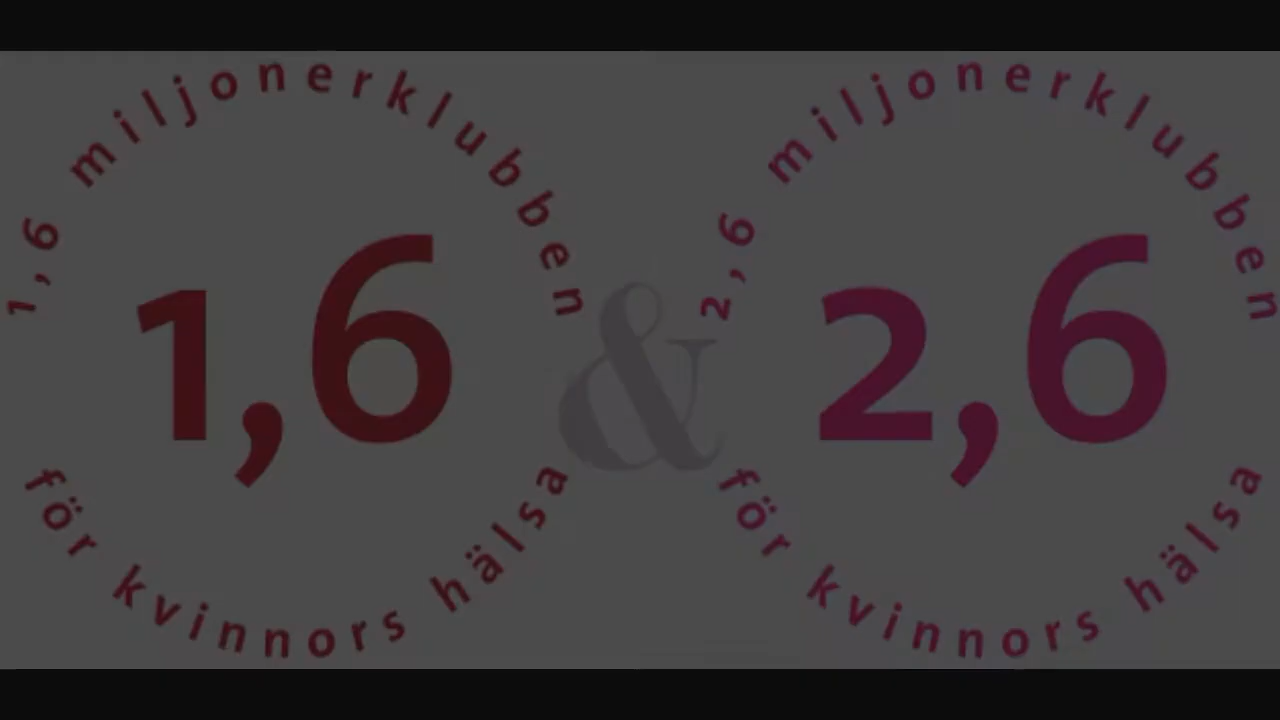 1,6 miljonerklubben
1,6
för kvinnors hälsa
&
2,6 miljonerklubben
2,6
för kvinnors hälsa